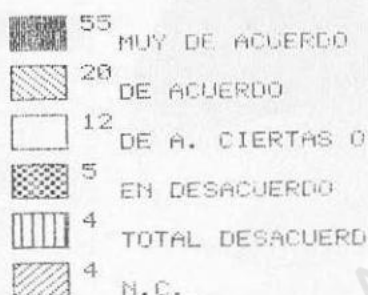 55 MUY DE ACUERDO
20 DE ACUERDO
12 DE A. CIERTAS O
5 EN DESACUERDO
4 TOTAL DESACUERD
4 N.C.